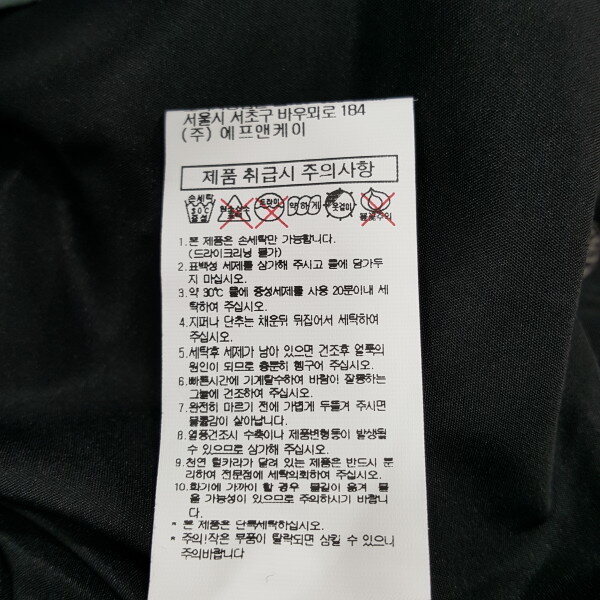 서울시 서초구 바우뫼로 184
(주) 에프앤케이
제품 취급시 주의사항
손세탁 30℃ 중성
드라이
약하게
옷걸이
불꽃주의
1.본 제품은 손세탁만 가능합니다.
(드라이크리닝 불가)
2.표백성 세제를 삼가해 주시고 물에 담가두
지 마십시오.
3.약 30℃ 물에 중성세제를 사용 20분이내 세
탁하여 주십시오.
4.지퍼나 단추는 채운뒤 뒤집어서 세탁하여
주십시오.
5.세탁후 세제가 남아 있으면 건조후 얼룩의
원인이 되므로 충분히 헹구어 주십시오.
6.빠른시간에 기계탈수하여 바람이 잘통하는
그늘에 건조하여 주십시오.
7.완전히 마르기 전에 가볍게 두들겨 주시면
볼륨감이 살아납니다.
8.열풍건조시 수축이나 제품변형등이 발생될
수 있으므로 삼가해 주십시오.
9.천연 털카라가 달려 있는 제품은 반드시 분
리하여 전문점에 세탁의뢰하여 주십시오.
10.화기에 가까이 할 경우 불길이 옮겨 붙
을 가능성이 있으므로 주의하시기 바랍니
다.
* 본 제품은 단독세탁하십시오.
* 주의!작은 부품이 탈락되면 삼킬 수 있으니
주의바랍니다